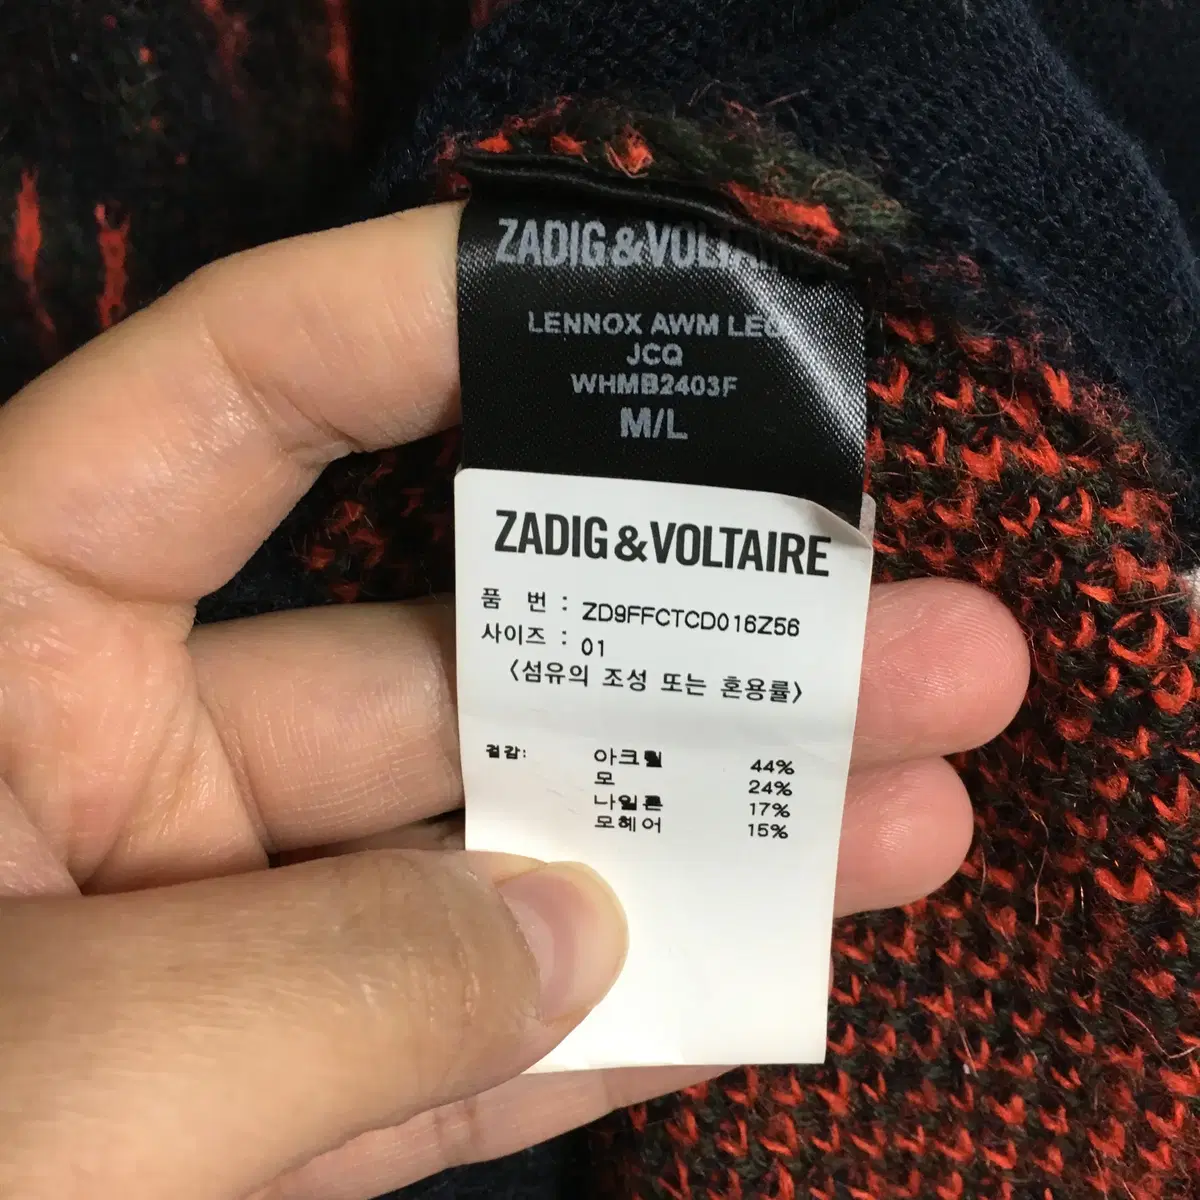 ZADIG&VOLTAIRE
LENNOX AWM LEO
JCQ
WHMB2403F
M/L
ZADIG&VOLTAIRE
품 번 : ZD9FFCTCD016Z56
사이즈 : 01
<섬유의 조성 또는 혼용률>
겉감: 아크릴 44%
모 24%
나일론 17%
모헤어 15%